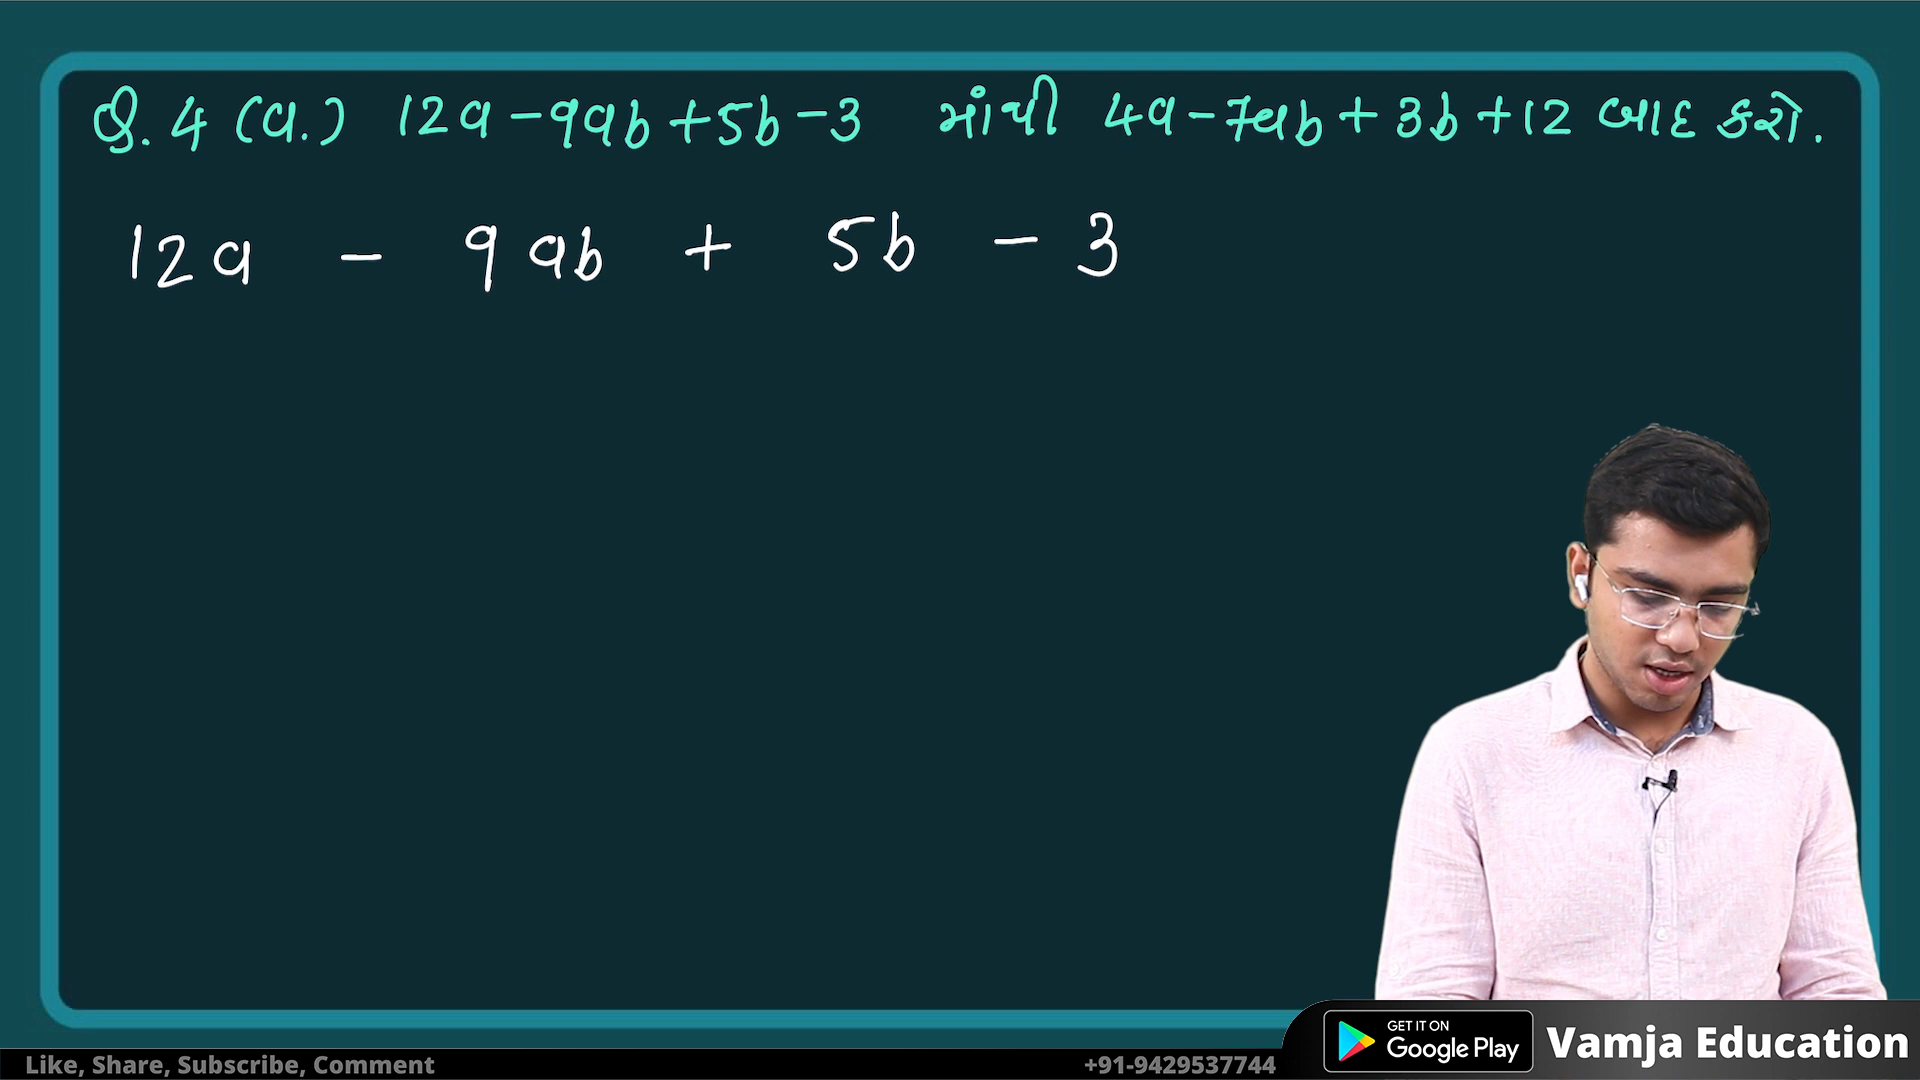 Q. 4 (a.) 12a-9ab+5b-3 માંથી 4a-7ab+3b+12 બાદ કરો.
12a - 9ab + 5b - 3
GET IT ON
Google Play
Vamja Education
Like, Share, Subscribe, Comment
+91-9429537744